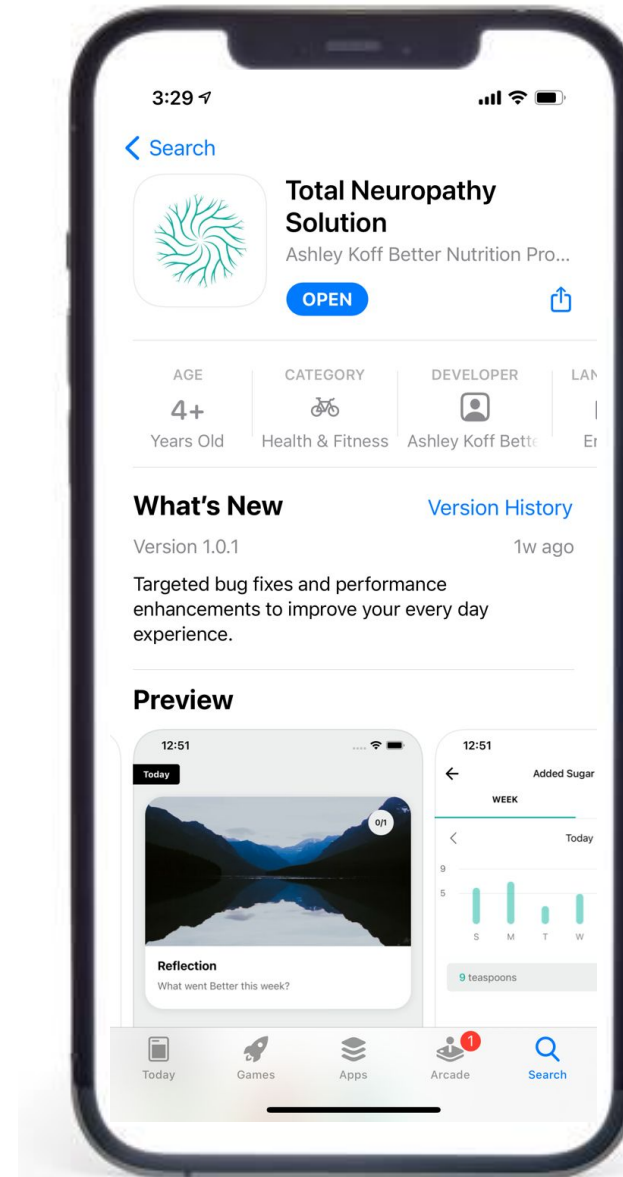 3:29
Search
Total Neuropathy
Solution
Ashley Koff Better Nutrition Pro...
OPEN
AGE
CATEGORY
DEVELOPER
LAN
4+
Years Old
Health & Fitness
Ashley Koff Bette
Er
What's New
Version History
Version 1.0.1
1w ago
Targeted bug fixes and performance
enhancements to improve your every day
experience.
Preview
12:51
Today
0/1
Reflection
What went Better this week?
12:51
Added Sugar
WEEK
Today
9
5
S M T W
9 teaspoons
Today
Games
Apps
Arcade
1
Search